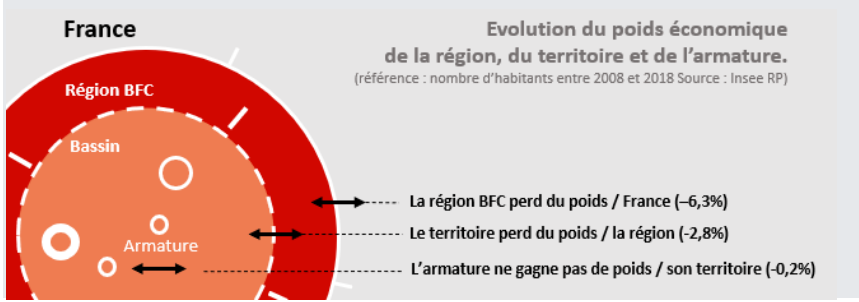 France
Evolution du poids économique
de la région, du territoire et de l'armature.
(référence : nombre d'habitants entre 2008 et 2018 Source : Insee RP)
Région BFC
Bassin
La région BFC perd du poids / France (–6,3%)
Le territoire perd du poids / la région (-2,8%)
Armature
L'armature ne gagne pas de poids / son territoire (-0,2%)